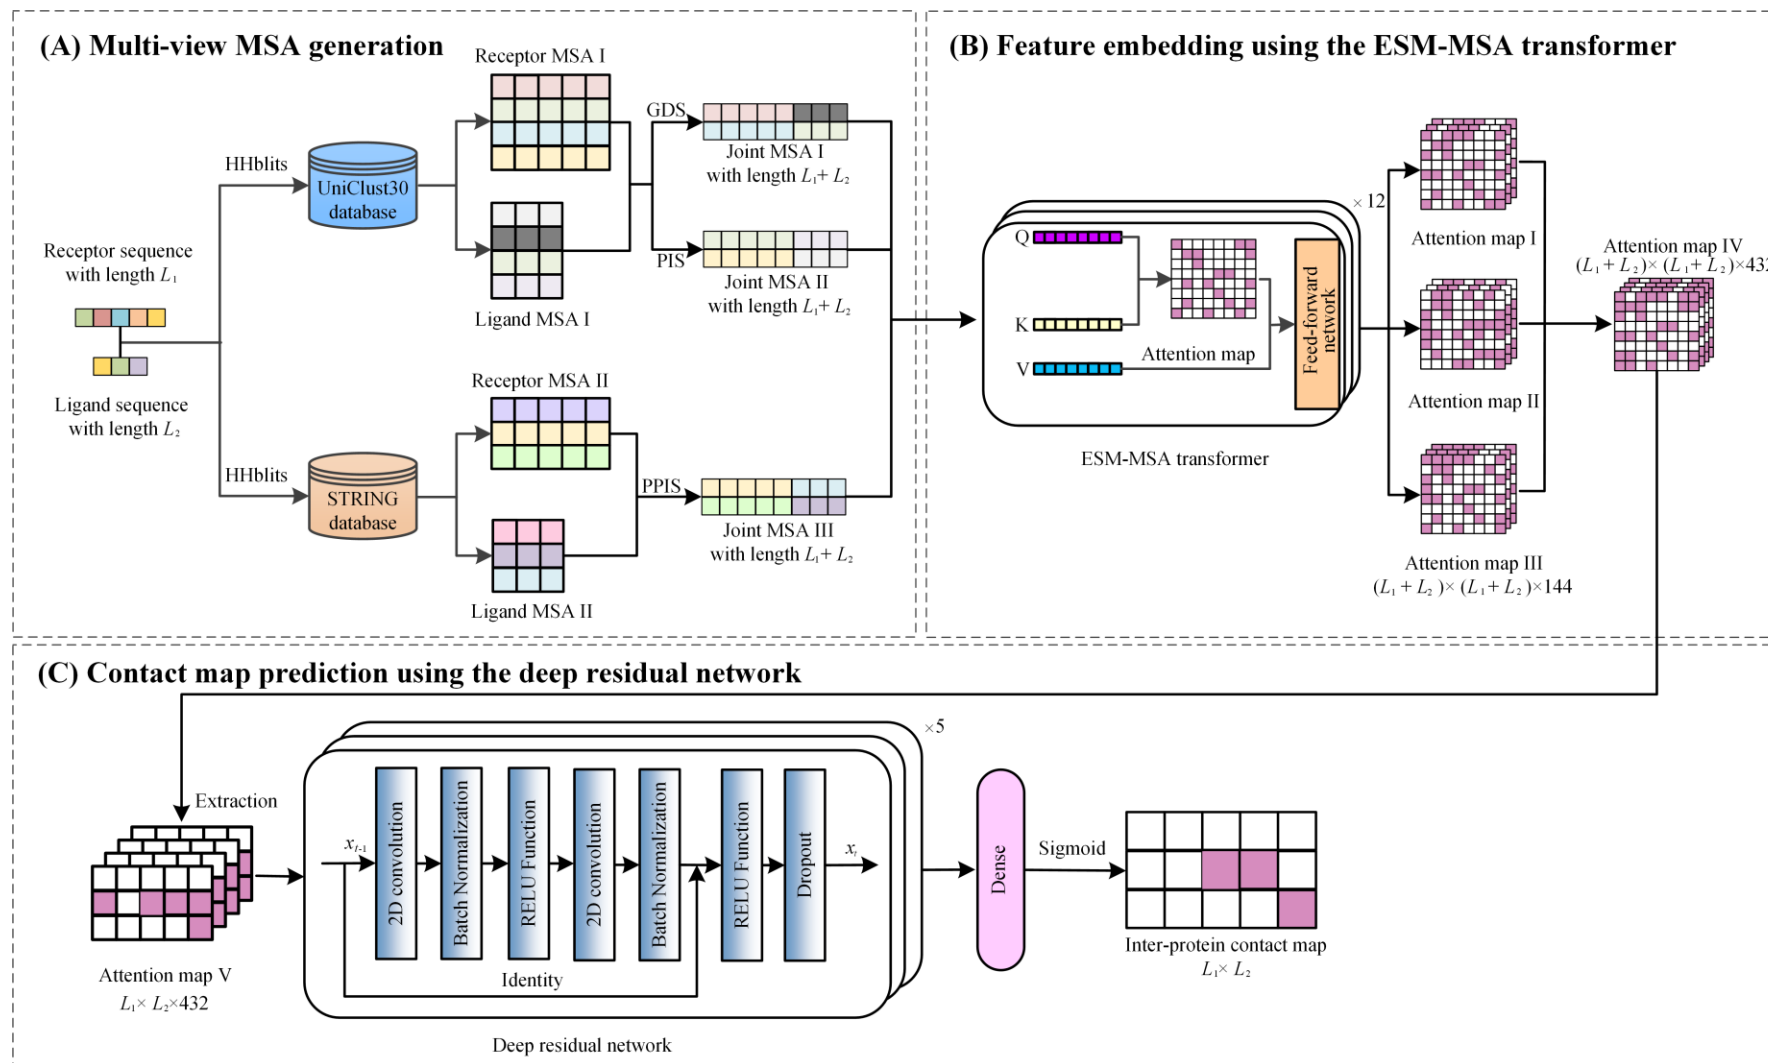 (A) Multi-view MSA generation
Receptor MSA I
HHblits
UniClust30
database
Ligand MSA I
GDS
Joint MSA I
with length L₁+ L₂
PIS
Joint MSA II
with length L₁+ L₂
Receptor sequence
with length L₁
Ligand sequence
with length L₂
HHblits
STRING
database
Receptor MSA II
Ligand MSA II
PPIS
Joint MSA III
with length L₁+ L₂
(B) Feature embedding using the ESM-MSA transformer
×12
Q
K
V
Attention map
Feed-forward
network
ESM-MSA transformer
Attention map I
Attention map II
Attention map III
(L₁ + L₂ )× (L₁ + L₂ )×144
Attention map IV
(L₁ + L₂ )× (L₁ + L₂ )×432
(C) Contact map prediction using the deep residual network
Extraction
Attention map V
L₁× L₂×432
×5
xₜ₋₁
2D convolution
Batch Normalization
RELU Function
2D convolution
Batch Normalization
RELU Function
Dropout
xₜ
Identity
Deep residual network
Dense
Sigmoid
Inter-protein contact map
L₁× L₂